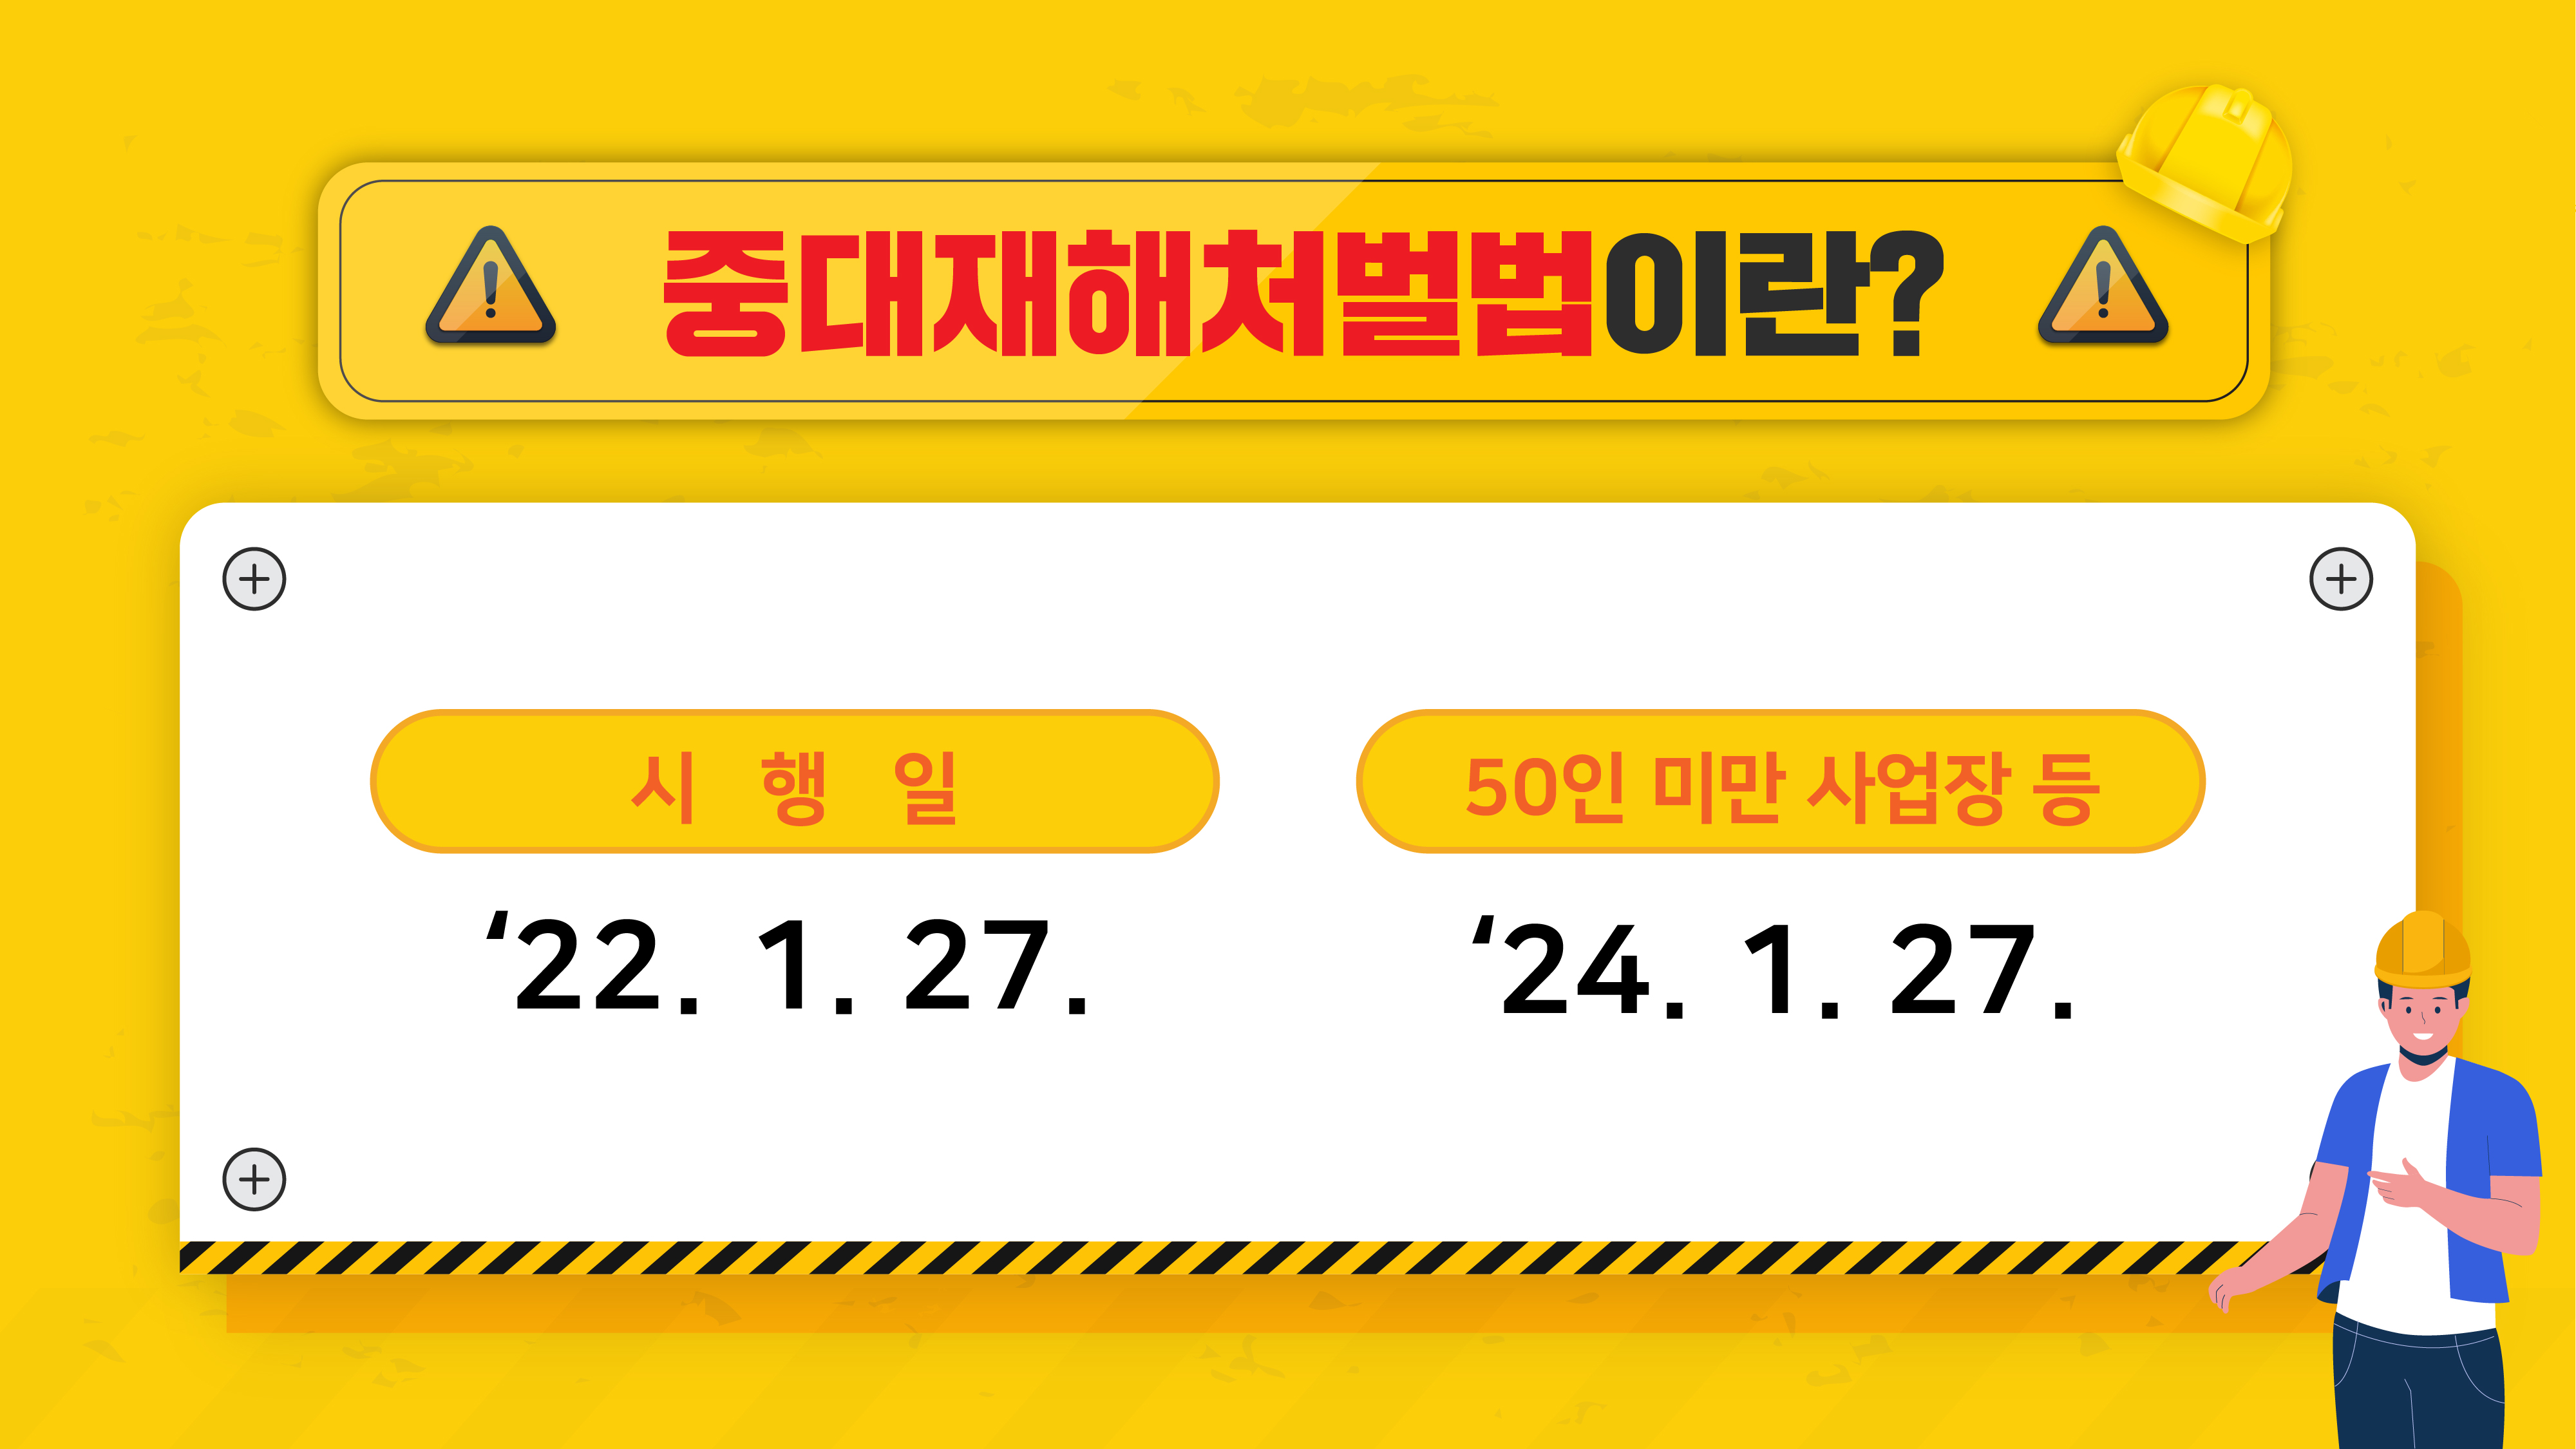 중대재해처벌법이란?
시 행 일
50인 미만 사업장 등
‘22. 1. 27.
‘24. 1. 27.